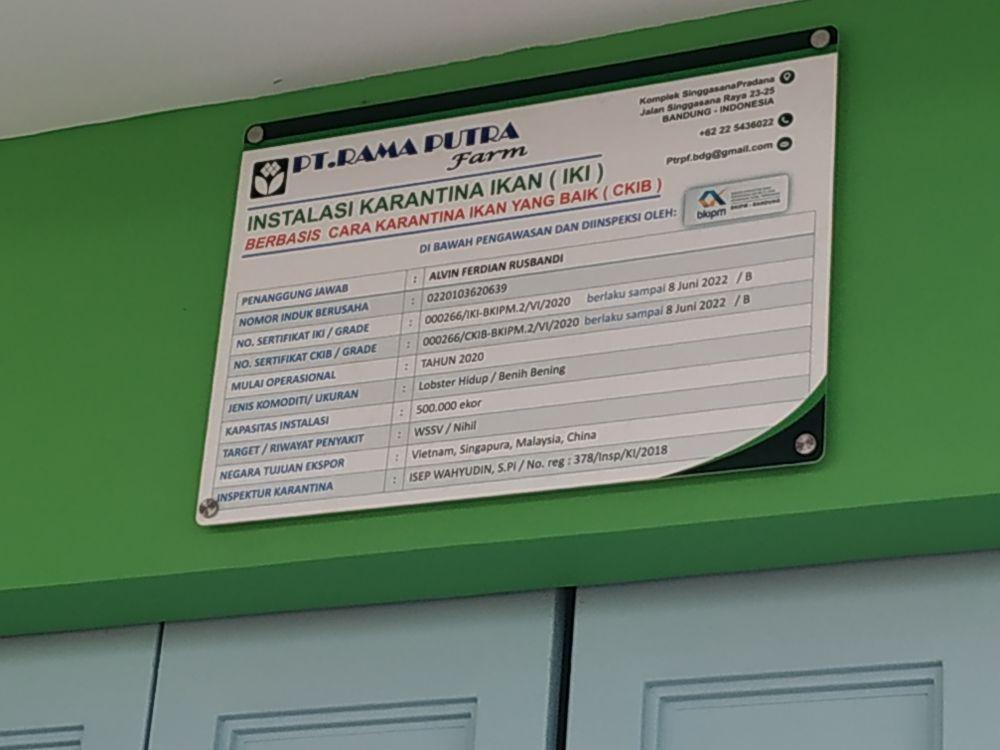 PT.RAMA PUTRA
Farm
Komplek SinggasanaPradana
Jalan Singgasana Raya 23-25
BANDUNG - INDONESIA
+62 22 5436022
Ptrpf.bdg@gmail.com
INSTALASI KARANTINA IKAN ( IKI )
BERBASIS CARA KARANTINA IKAN YANG BAIK ( CKIB )
DI BAWAH PENGAWASAN DAN DIINSPEKSI OLEH:
bkipm
BKIPM - BANDUNG
PENANGGUNG JAWAB : ALVIN FERDIAN RUSBANDI
NOMOR INDUK BERUSAHA : 0220103620639
NO. SERTIFIKAT IKI / GRADE : 000266/IKI-BKIPM.2/VI/2020 berlaku sampai 8 Juni 2022 / B
NO. SERTIFIKAT CKIB / GRADE : 000266/CKIB-BKIPM.2/VI/2020 berlaku sampai 8 Juni 2022 / B
MULAI OPERASIONAL : TAHUN 2020
JENIS KOMODITI/ UKURAN : Lobster Hidup / Benih Bening
KAPASITAS INSTALASI : 500.000 ekor
TARGET / RIWAYAT PENYAKIT : WSSV / Nihil
NEGARA TUJUAN EKSPOR : Vietnam, Singapura, Malaysia, China
INSPEKTUR KARANTINA : ISEP WAHYUDIN, S.PI / No. reg : 378/Insp/KI/2018